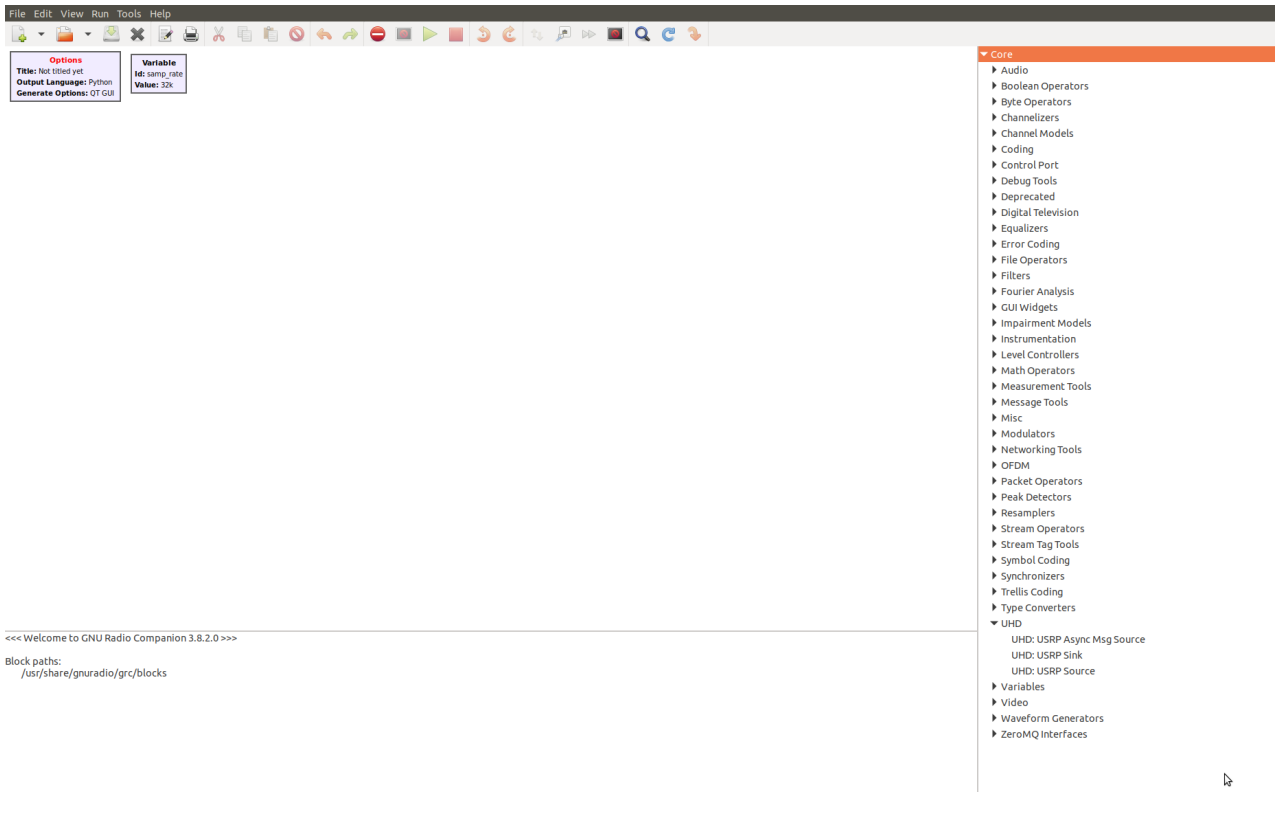 File Edit View Run Tools Help
Options
Title: Not titled yet
Output Language: Python
Generate Options: QT GUI
Variable
Id: samp_rate
Value: 32k
<<< Welcome to GNU Radio Companion 3.8.2.0 >>>
Block paths:
/usr/share/gnuradio/grc/blocks
Core
Audio
Boolean Operators
Byte Operators
Channelizers
Channel Models
Coding
Control Port
Debug Tools
Deprecated
Digital Television
Equalizers
Error Coding
File Operators
Filters
Fourier Analysis
GUI Widgets
Impairment Models
Instrumentation
Level Controllers
Math Operators
Measurement Tools
Message Tools
Misc
Modulators
Networking Tools
OFDM
Packet Operators
Peak Detectors
Resamplers
Stream Operators
Stream Tag Tools
Symbol Coding
Synchronizers
Trellis Coding
Type Converters
UHD
UHD: USRP Async Msg Source
UHD: USRP Sink
UHD: USRP Source
Variables
Video
Waveform Generators
ZeroMQ Interfaces